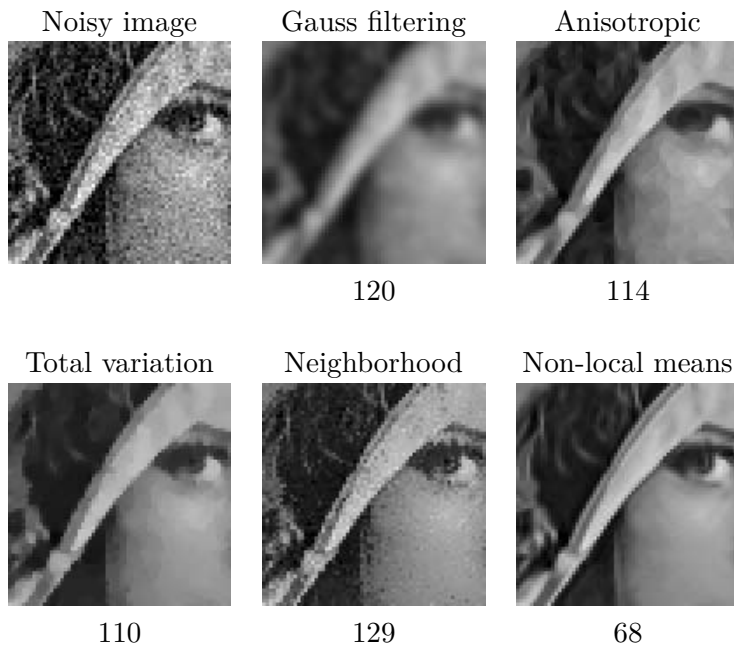 Noisy image
Gauss filtering
Anisotropic
120
114
Total variation
Neighborhood
Non-local means
110
129
68